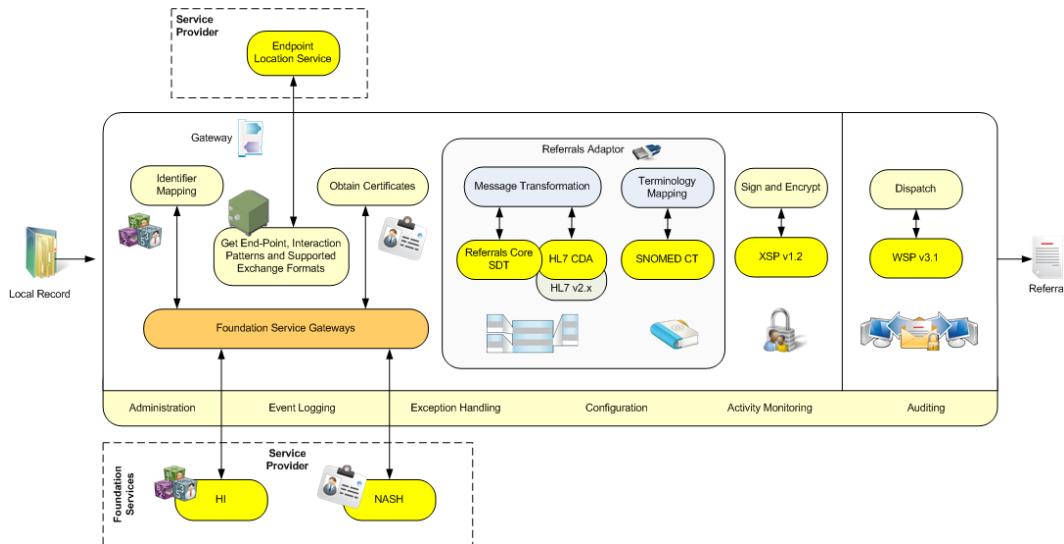 Service
Provider
Endpoint
Location Service
Gateway
Referrals Adaptor
Identifier
Mapping
Obtain Certificates
Message Transformation
Terminology
Mapping
Sign and Encrypt
Dispatch
Get End-Point, Interaction
Patterns and Supported
Exchange Formats
Referrals Core
SDT
HL7 CDA
HL7 v2.x
SNOMED CT
XSP v1.2
WSP v3.1
Local Record
Referral
Foundation Service Gateways
Administration
Event Logging
Exception Handling
Configuration
Activity Monitoring
Auditing
Foundation
Services
Service
Provider
HI
NASH